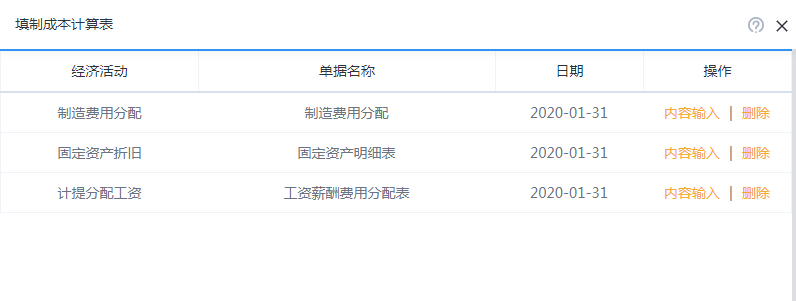 填制成本计算表
经济活动 单据名称 日期 操作
制造费用分配 制造费用分配 2020-01-31 内容输入 | 删除
固定资产折旧 固定资产明细表 2020-01-31 内容输入 | 删除
计提分配工资 工资薪酬费用分配表 2020-01-31 内容输入 | 删除